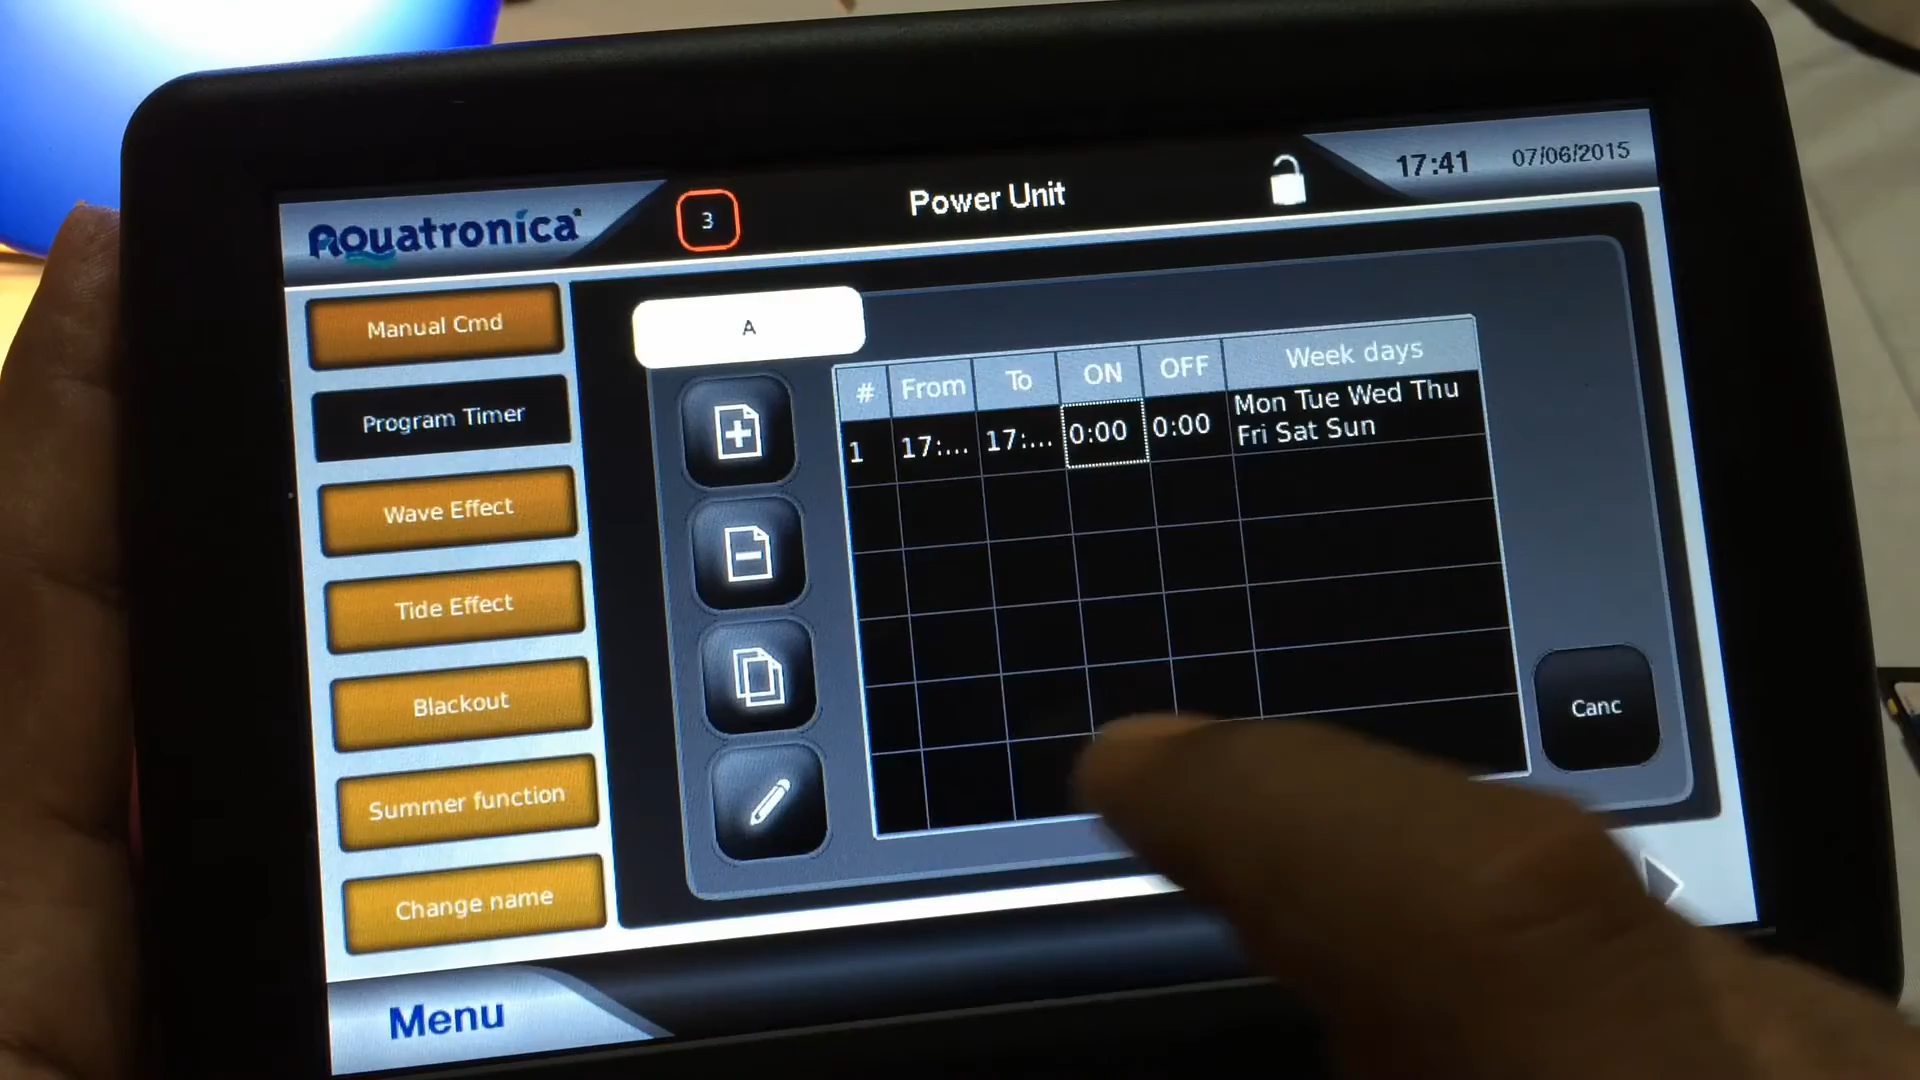 Aquatronica
3
Power Unit
17:41
07/06/2015
Manual Cmd
Program Timer
Wave Effect
Tide Effect
Blackout
Summer function
Change name
Menu
A
# From To ON OFF Week days
1 17:... 17:... 0:00 0:00 Mon Tue Wed Thu
Fri Sat Sun
Canc